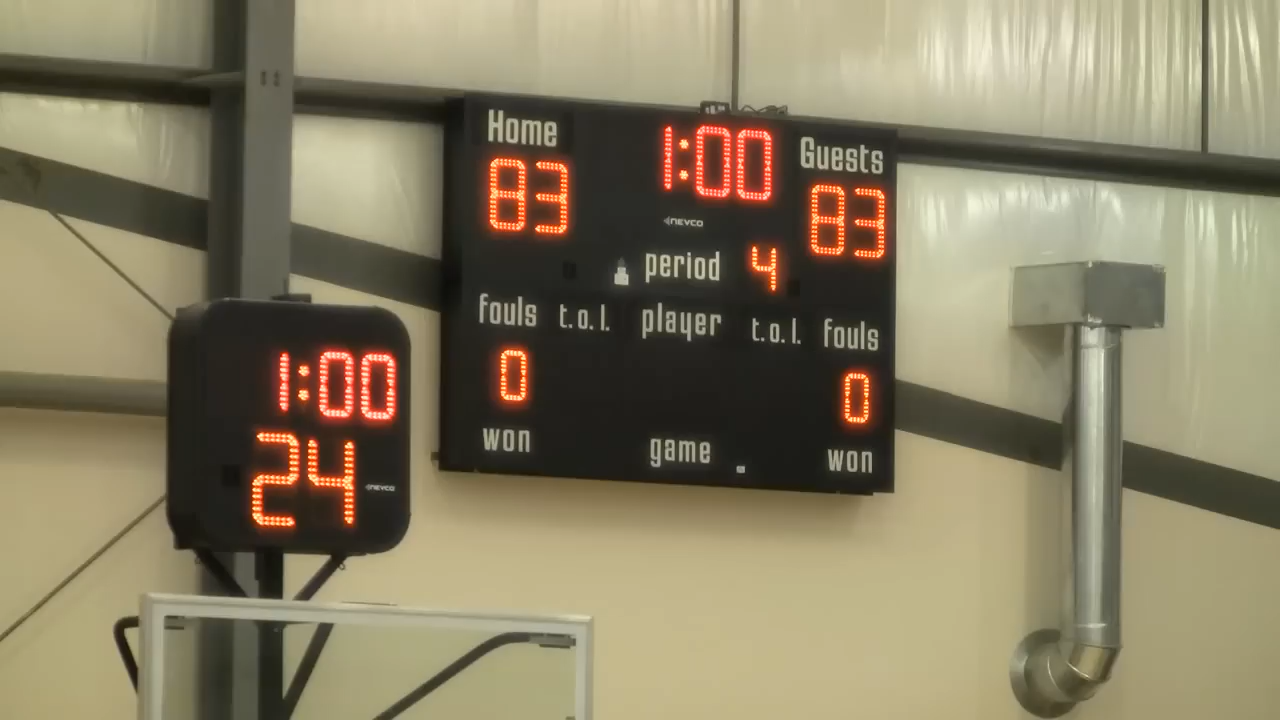 Home 1:00 Guests
83 83
NEVCO
period 4
fouls t.o.l. player t.o.l. fouls
0 0
won game won
1:00
24
NEVCO